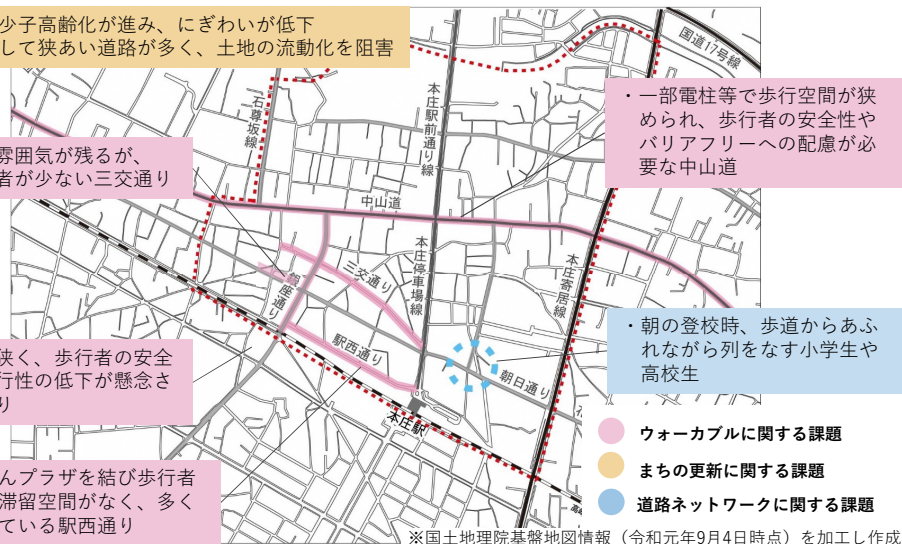 少子高齢化が進み、にぎわいが低下
して狭あい道路が多く、土地の流動化を阻害
国道17号線
・一部電柱等で歩行空間が狭
められ、歩行者の安全性や
バリアフリーへの配慮が必
要な中山道
石尊坂線
本庄駅前通り線
雰囲気が残るが、
者が少ない三交通り
中山道
本庄停車場線
本庄寄居線
三交通り
銀座通り
・朝の登校時、歩道からあふ
れながら列をなす小学生や
高校生
駅西通り
朝日通り
狭く、歩行者の安全
行性の低下が懸念さ
り
本庄駅
ウォーカブルに関する課題
まちの更新に関する課題
道路ネットワークに関する課題
んプラザを結び歩行者
滞留空間がなく、多く
ている駅西通り
※国土地理院基盤地図情報（令和元年9月4日時点）を加工し作成